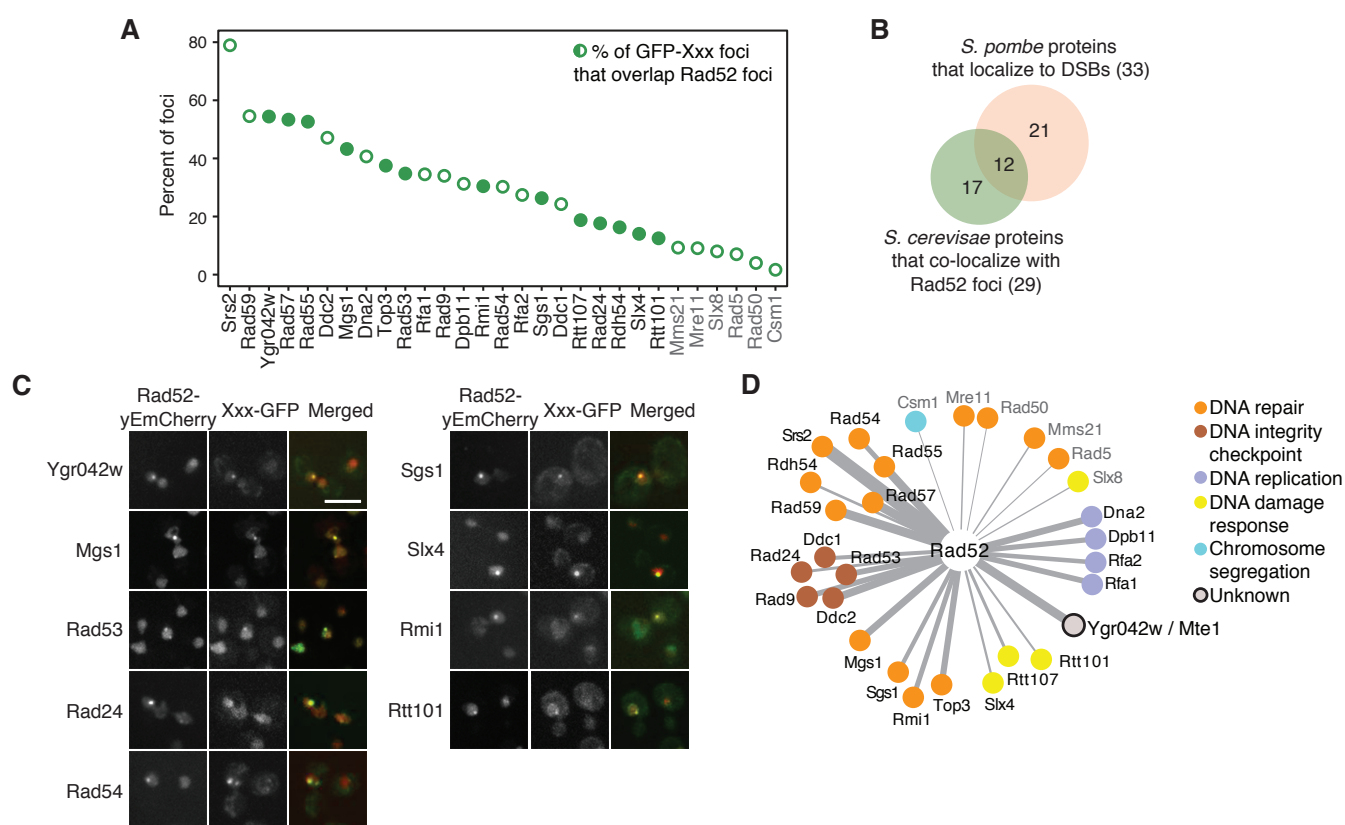 A
80
60
40
20
0
Percent of foci
% of GFP-Xxx foci
that overlap Rad52 foci
Srs2
Rad59
Ygr042w
Rad57
Rad55
Ddc2
Mgs1
Dna2
Top3
Rad53
Rfa1
Rad9
Dpb11
Rmi1
Rad54
Rfa2
Sgs1
Ddc1
Rtt107
Rad24
Rdh54
Slx4
Rtt101
Mms21
Mre11
Slx8
Rad5
Rad50
Csm1
B
S. pombe proteins
that localize to DSBs (33)
21
12
17
S. cerevisae proteins
that co-localize with
Rad52 foci (29)
C
Rad52-
yEmCherry Xxx-GFP Merged
Ygr042w
Mgs1
Rad53
Rad24
Rad54
Rad52-
yEmCherry Xxx-GFP Merged
Sgs1
Slx4
Rmi1
Rtt101
D
Csm1
Mre11
Rad50
Mms21
Rad5
Slx8
Rad54
Srs2
Rad55
Rdh54
Rad57
Rad59
Ddc1
Rad24
Rad53
Rad9
Ddc2
Rad52
Dna2
Dpb11
Rfa2
Rfa1
Ygr042w / Mte1
Mgs1
Sgs1
Rmi1
Top3
Slx4
Rtt107
Rtt101
DNA repair
DNA integrity
checkpoint
DNA replication
DNA damage
response
Chromosome
segregation
Unknown